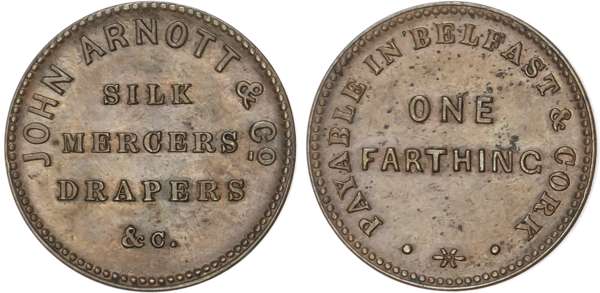 JOHN ARNOTT & Co
SILK
MERCERS
DRAPERS
&c.
PAYABLE IN BELFAST & CORK
ONE
FARTHING